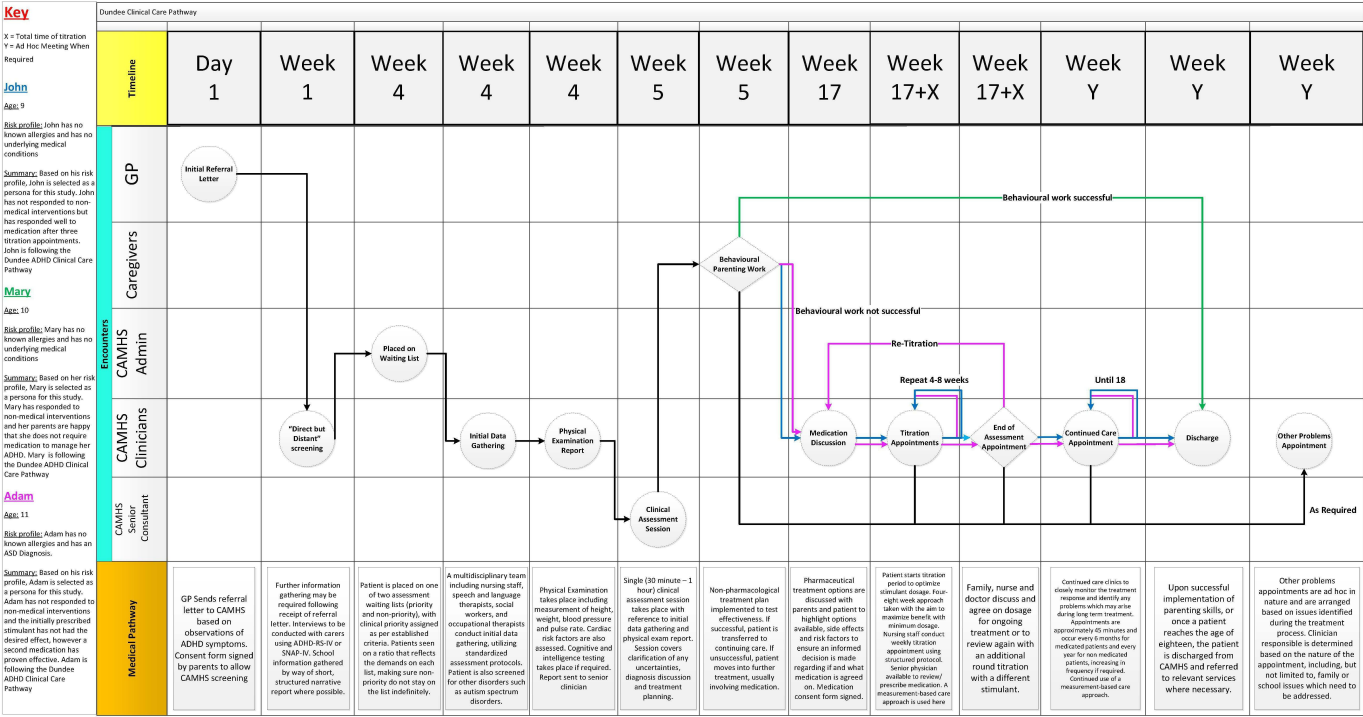 Key
X = Total time of titration
Y = Ad Hoc Meeting When
Required
John
Age: 9
Risk profile: John has no
known allergies and has no
underlying medical
conditions
Summary: Based on his risk
profile, John is selected as a
persona for this study. John
has not responded to non-
medical interventions but
has responded well to
medication after three
titration appointments.
John is following the
Dundee ADHD Clinical Care
Pathway
Mary
Age: 10
Risk profile: Mary has no
known allergies and has no
underlying medical
conditions
Summary: Based on her risk
profile, Mary is selected as
a persona for this study.
Mary has responded to
non-medical interventions
and her parents are happy
that she does not require
medication to manage her
ADHD. Mary is following
the Dundee ADHD Clinical
Care Pathway
Adam
Age: 11
Risk profile: Adam has no
known allergies and has an
ASD Diagnosis.
Summary: Based on his risk
profile, Adam is selected as
a persona for this study.
Adam has not responded to
non-medical interventions
and the initially prescribed
stimulant has not had the
desired effect, however a
second medication has
proven effective. Adam is
following the Dundee
ADHD Clinical Care
Pathway
Dundee Clinical Care Pathway
Timeline
Day
1
Week
1
Week
4
Week
4
Week
4
Week
5
Week
5
Week
17
Week
17+X
Week
17+X
Week
Y
Week
Y
Week
Y
Encounters
GP
Caregivers
CAMHS
Admin
CAMHS
Clinicians
CAMHS
Senior
Consultant
Initial Referral
Letter
"Direct but
Distant"
screening
Placed on
Waiting List
Initial Data
Gathering
Physical
Examination
Report
Clinical
Assessment
Session
Behavioural
Parenting Work
Behavioural work successful
Behavioural work not successful
Re-Titration
Repeat 4-8 weeks
Until 18
Medication
Discussion
Titration
Appointments
End of
Assessment
Appointment
Continued Care
Appointment
Discharge
Other Problems
Appointment
As Required
Medical Pathway
GP Sends referral
letter to CAMHS
based on
observations of
ADHD symptoms.
Consent form signed
by parents to allow
CAMHS screening
Further information
gathering may be
required following
receipt of referral
letter. Interviews to be
conducted with carers
using ADHD-RS-IV or
SNAP-IV. School
information gathered
by way of short,
structured narrative
report where possible.
Patient is placed on one
of two assessment
waiting lists (priority
and non-priority), with
clinical priority assigned
as per established
criteria. Patients seen
on a ratio that reflects
the demands on each
list, making sure non-
priority do not stay on
the list indefinitely.
A multidisciplinary team
including nursing staff,
speech and language
therapists, social
workers, and
occupational therapists
conduct initial data
gathering, utilizing
standardized
assessment protocols.
Patient is also screened
for other disorders such
as autism spectrum
disorders.
Physical Examination
takes place including
measurement of height,
weight, blood pressure
and pulse rate. Cardiac
risk factors are also
assessed. Cognitive and
intelligence testing
takes place if required.
Report sent to senior
clinician
Single (30 minute – 1
hour) clinical
assessment session
takes place with
reference to initial
data gathering and
physical exam report.
Session covers
clarification of any
uncertainties,
diagnosis discussion
and treatment
planning.
Non-pharmacological
treatment plan
implemented to test
effectiveness. If
successful, patient is
transferred to
continuing care. If
unsuccessful, patient
moves into further
treatment, usually
involving medication.
Pharmaceutical
treatment options are
discussed with
parents and patient to
highlight options
available, side effects
and risk factors to
ensure an informed
decision is made
regarding if and what
medication is agreed
on. Medication
consent form signed.
Patient starts titration
period to optimize
stimulant dosage. Four-
eight week approach
taken with the aim to
maximize benefit with
minimum dosage.
Nursing staff conduct
weekly titration
appointment using
structured protocol.
Senior physician
available to review/
prescribe medication. A
measurement-based care
approach is used here
Family, nurse and
doctor discuss and
agree on dosage
for ongoing
treatment or to
review again with
an additional
round titration
with a different
stimulant.
Continued care clinics to
closely monitor the treatment
response and identify any
problems which may arise
during long term treatment.
Appointments are
approximately 45 minutes and
occur every 6 months for
medicated patients and every
year for non medicated
patients, increasing in
frequency if required.
Continued use of a
measurement-based care
approach.
Upon successful
implementation of
parenting skills, or
once a patient
reaches the age of
eighteen, the patient
is discharged from
CAMHS and referred
to relevant services
where necessary.
Other problems
appointments are ad hoc in
nature and are arranged
based on issues identified
during the treatment
process. Clinician
responsible is determined
based on the nature of the
appointment, including, but
not limited to, family or
school issues which need to
be addressed.